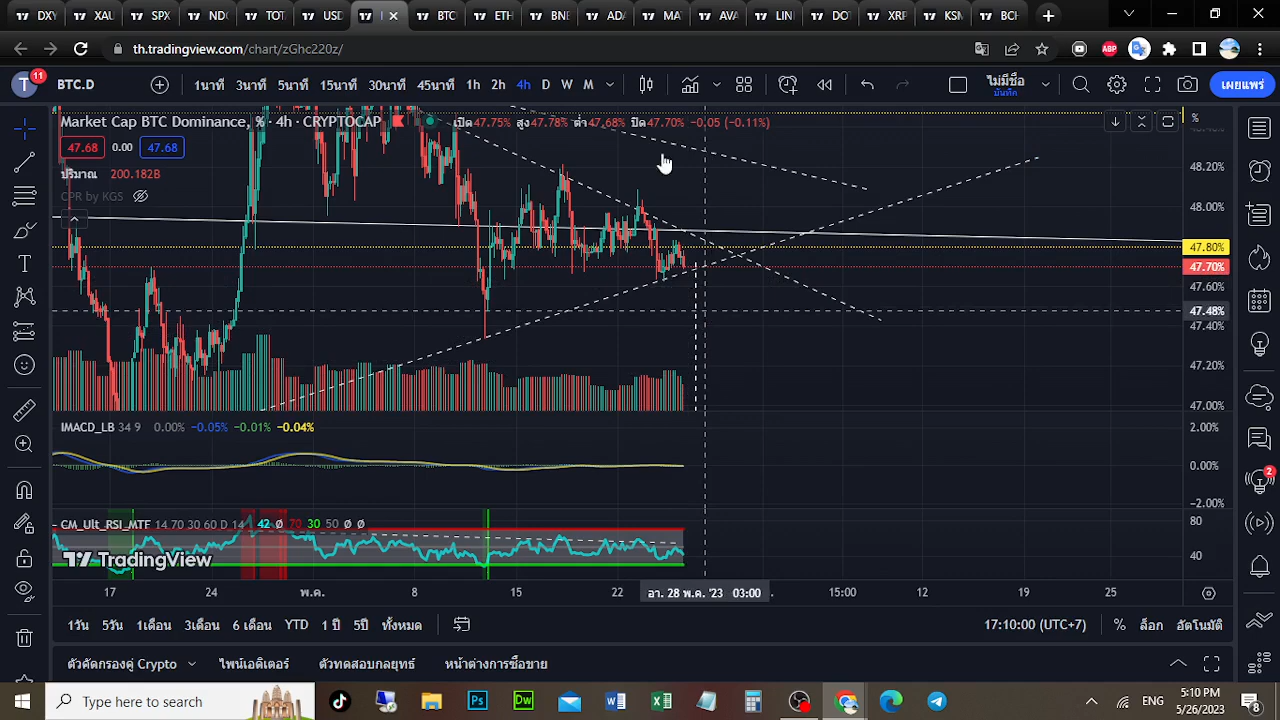 DXY XAU SPX NDX TOT USD BTC ETH BNB ADA MAT AVA LIN DOT XRP KSM BCH
th.tradingview.com/chart/zGhc220z/
T 11 BTC.D 1นาที 3นาที 5นาที 15นาที 30นาที 45นาที 1h 2h 4h D W M ไม่มีชื่อ บันทึก เผยแพร่
Market Cap BTC Dominance, % · 4h · CRYPTOCAP เปิด 47.75% สูง 47.78% ต่ำ 47.68% ปิด 47.70% −0.05 (−0.11%) %
47.68 0.00 47.68
48.20%
ปริมาณ 200.182B
CPR by KGS
48.00%
47.80%
47.70%
47.60%
47.48%
47.40%
47.20%
47.00%
IMACD_LB 34 9 0.00% −0.05% −0.01% −0.04% 2.00%
0.00%
−2.00%
CM_Ult_RSI_MTF 14 70 30 60 D 14 42 Ø 70 30 50 Ø Ø 80
TradingView 40
17 24 พ.ค. 8 15 22 อา. 28 พ.ค. '23 03:00 15:00 12 19 25
1วัน 5วัน 1เดือน 3เดือน 6 เดือน YTD 1 ปี 5ปี ทั้งหมด 17:10:00 (UTC+7) % ล็อก อัตโนมัติ
ตัวคัดกรองคู่ Crypto ไพน์เอดิเตอร์ ตัวทดสอบกลยุทธ์ หน้าต่างการซื้อขาย
Type here to search ENG 5:10 PM
5/26/2023